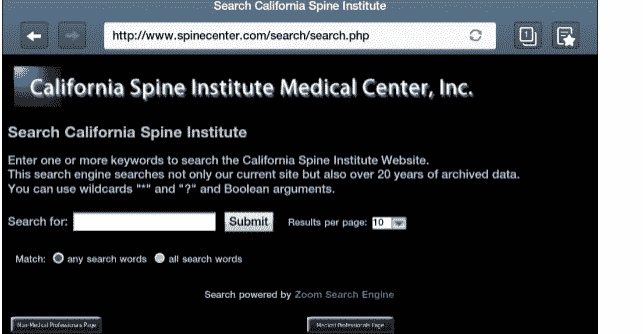 Search California Spine Institute
http://www.spinecenter.com/search/search.php
1
California Spine Institute Medical Center, Inc.
Search California Spine Institute
Enter one or more keywords to search the California Spine Institute Website.
This search engine searches not only our current site but also over 20 years of archived data.
You can use wildcards "*" and "?" and Boolean arguments.
Search for: Submit Results per page: 10
Match: any search words all search words
Search powered by Zoom Search Engine
Non-Medical Professionals Page Medical Professionals Page